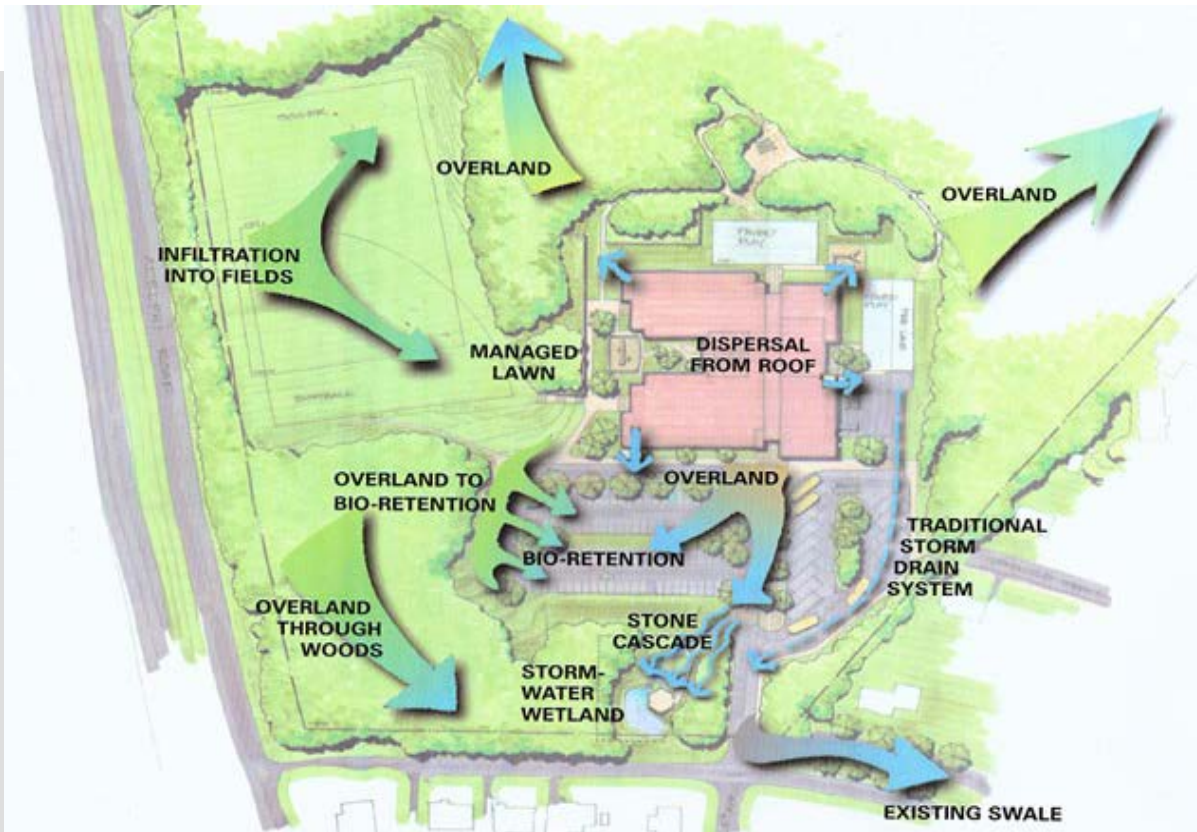 OVERLAND
OVERLAND
INFILTRATION
INTO FIELDS
MANAGED
LAWN
DISPERSAL
FROM ROOF
OVERLAND TO
BIO-RETENTION
OVERLAND
BIO-RETENTION
TRADITIONAL
STORM
DRAIN
SYSTEM
OVERLAND
THROUGH
WOODS
STONE
CASCADE
STORM-
WATER
WETLAND
EXISTING SWALE